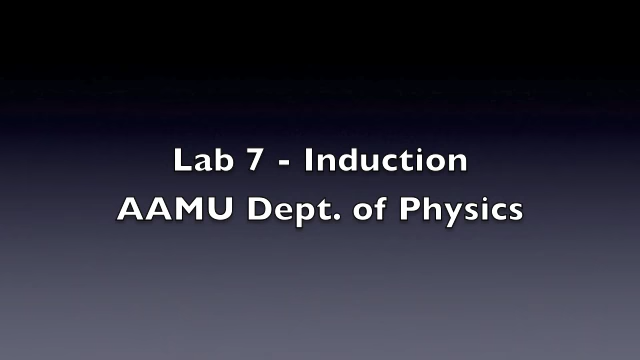 Lab 7 - Induction
AAMU Dept. of Physics